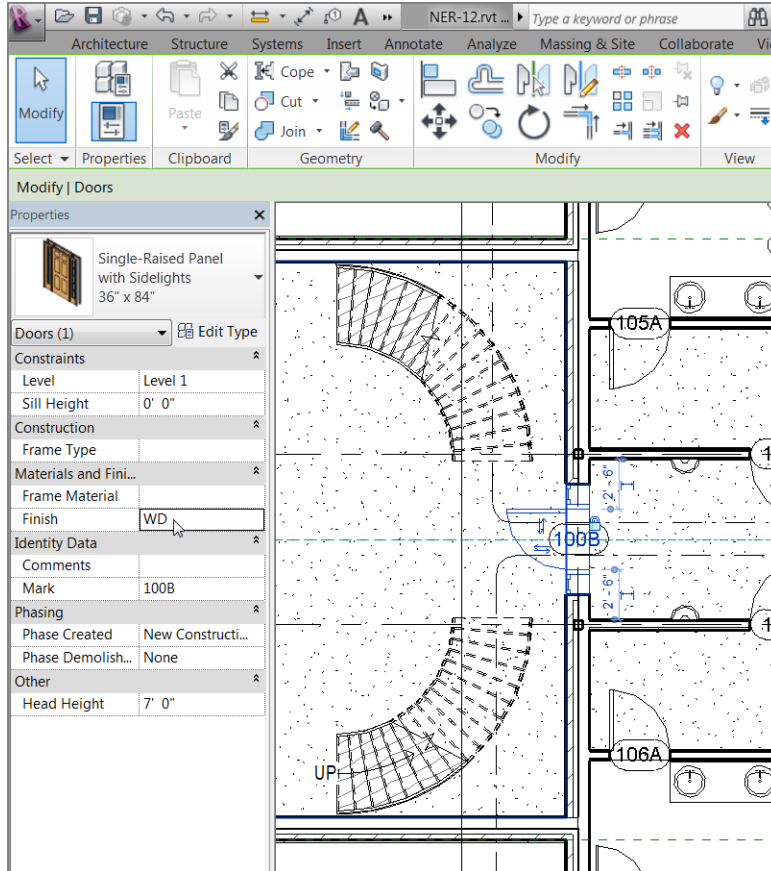 NER-12.rvt ... Type a keyword or phrase
Architecture Structure Systems Insert Annotate Analyze Massing & Site Collaborate Vi
Modify Paste Cope
Cut
Join
Select Properties Clipboard Geometry Modify View
Modify | Doors
Properties
Single-Raised Panel
with Sidelights
36" x 84"
Doors (1) Edit Type
Constraints
Level Level 1
Sill Height 0' 0"
Construction
Frame Type
Materials and Fini...
Frame Material
Finish WD
Identity Data
Comments
Mark 100B
Phasing
Phase Created New Constructi...
Phase Demolish... None
Other
Head Height 7' 0"
105A
1
2' - 6"
100B
2' - 6"
1
106A
UP